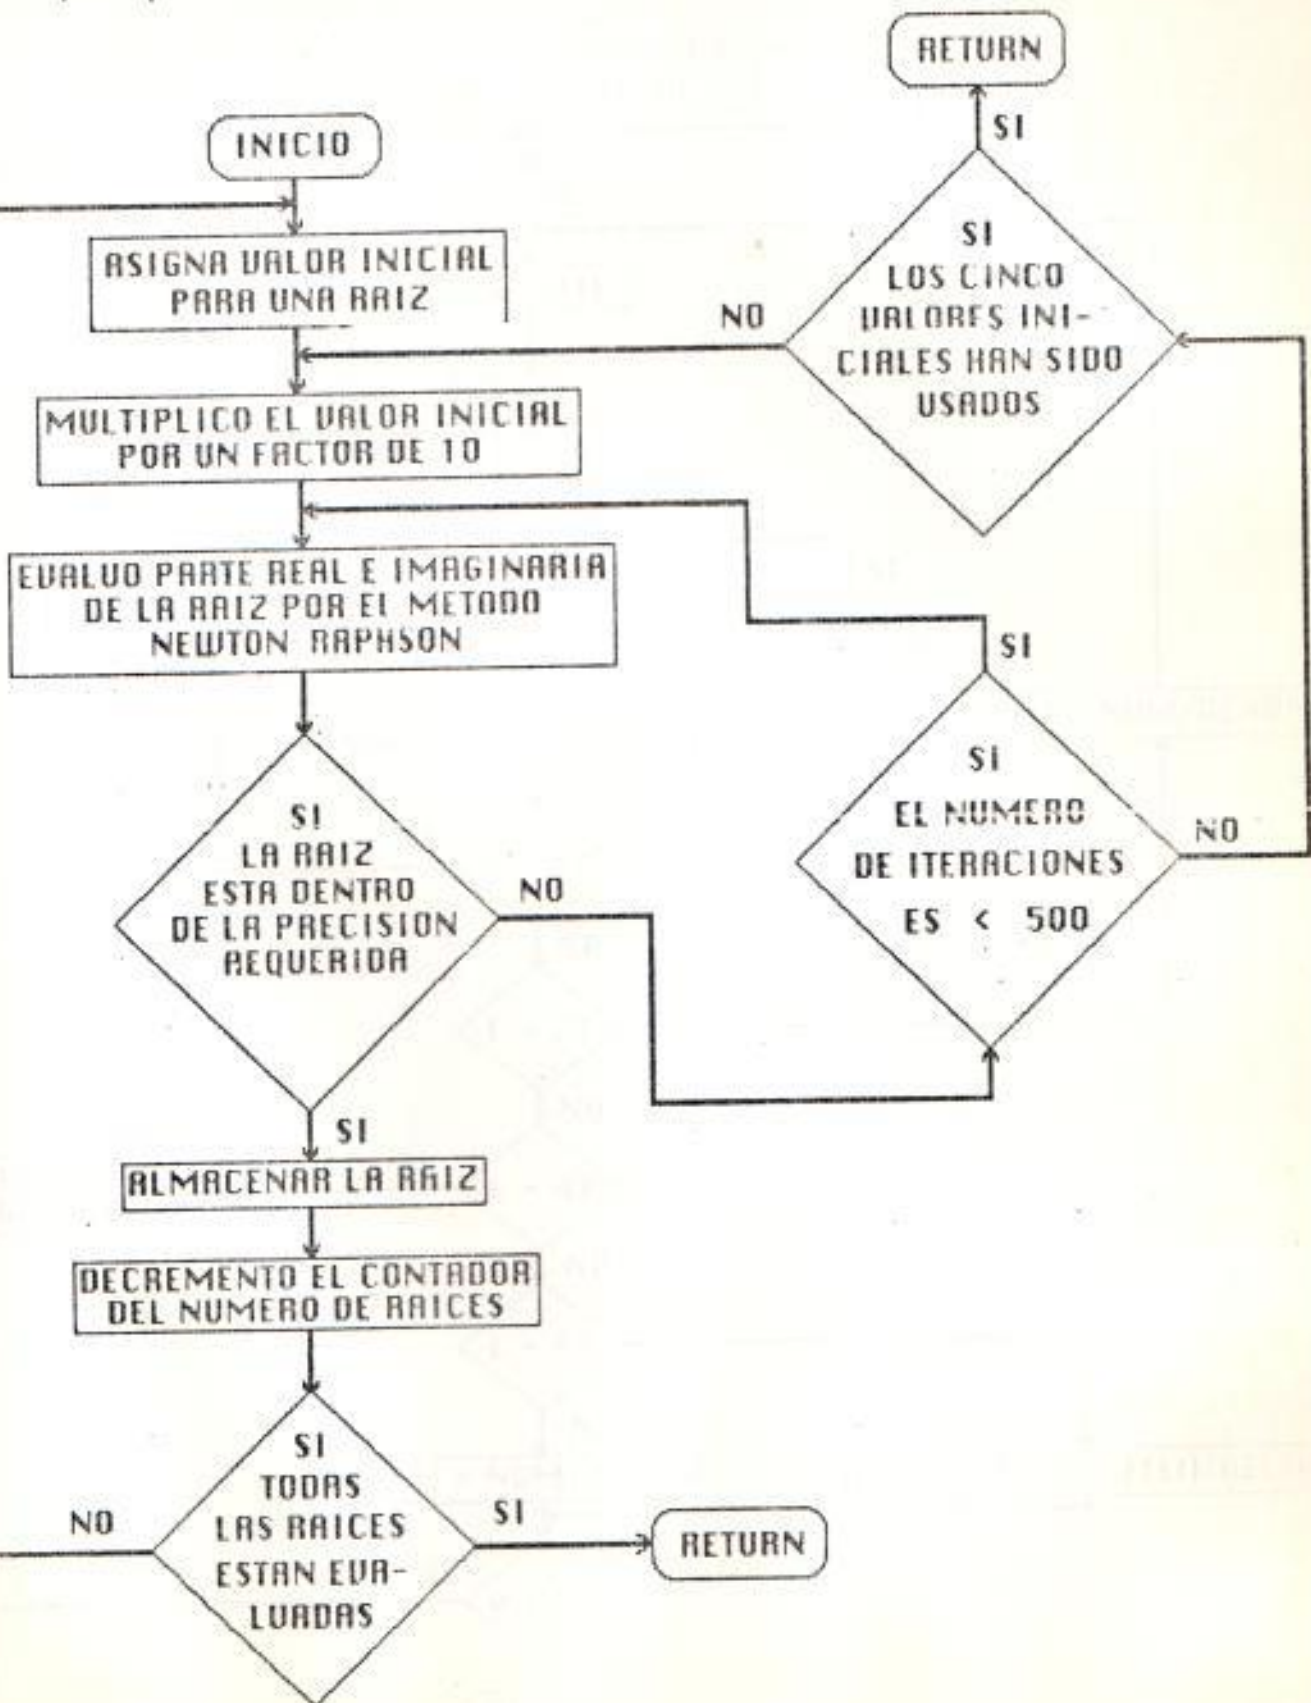 RETURN
SI
INICIO
ASIGNA VALOR INICIAL
PARA UNA RAIZ
SI
LOS CINCO
VALORES INI-
CIALES HAN SIDO
USADOS
NO
MULTIPLICO EL VALOR INICIAL
POR UN FACTOR DE 10
EVALUO PARTE REAL E IMAGINARIA
DE LA RAIZ POR EL METODO
NEWTON RAPHSON
SI
SI
EL NUMERO
DE ITERACIONES
ES < 500
NO
SI
LA RAIZ
ESTA DENTRO
DE LA PRECISION
REQUERIDA
NO
SI
ALMACENAR LA RAIZ
DECREMENTO EL CONTADOR
DEL NUMERO DE RAICES
SI
TODAS
LAS RAICES
ESTAN EVA-
LUADAS
NO
SI
RETURN